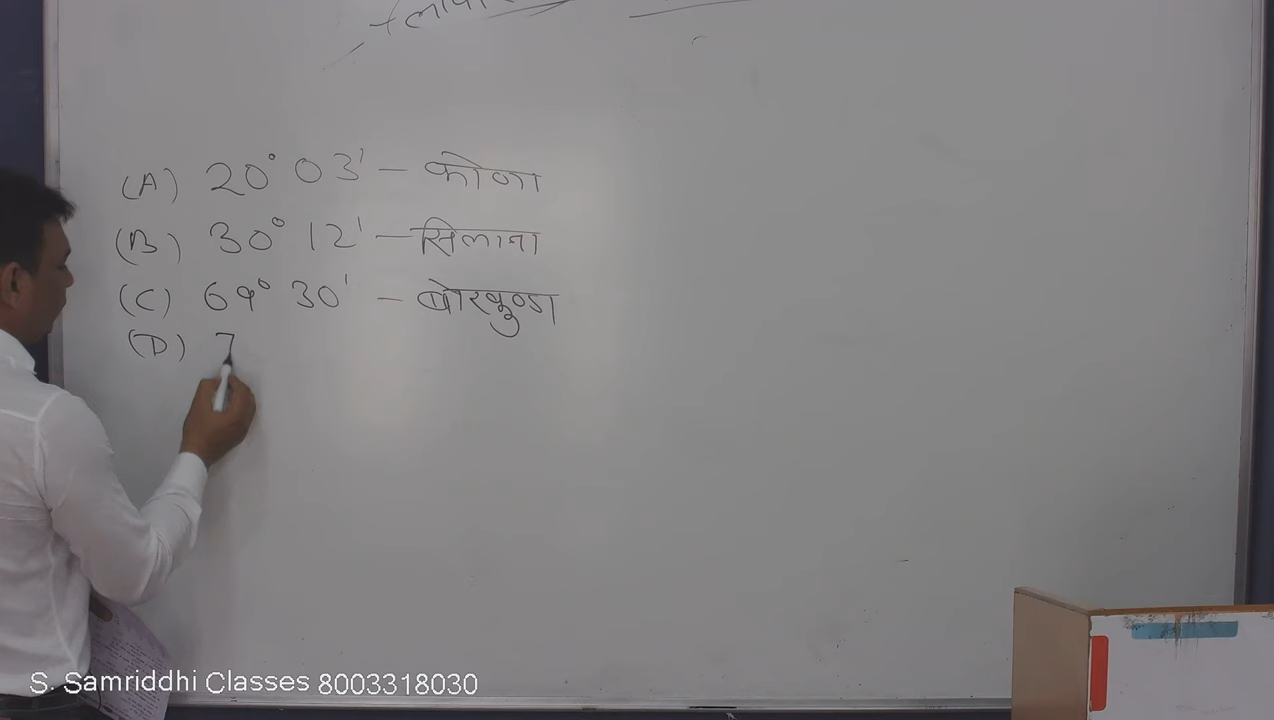 (A) 20° 03' – कोणा
(B) 30° 12' – सिलाना
(C) 69° 30' – बोरकुण्डा
(D) 7
S. Samriddhi Classes 8003318030